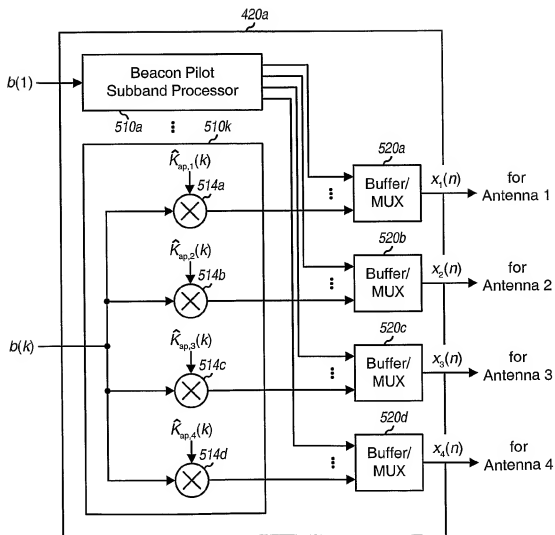 420a
b(1)
Beacon Pilot
Subband Processor
510a
510k
K̂ap,1(k)
514a
520a
Buffer/
MUX
x1(n)
for
Antenna 1
K̂ap,2(k)
514b
520b
Buffer/
MUX
x2(n)
for
Antenna 2
b(k)
K̂ap,3(k)
514c
520c
Buffer/
MUX
x3(n)
for
Antenna 3
K̂ap,4(k)
514d
520d
Buffer/
MUX
x4(n)
for
Antenna 4